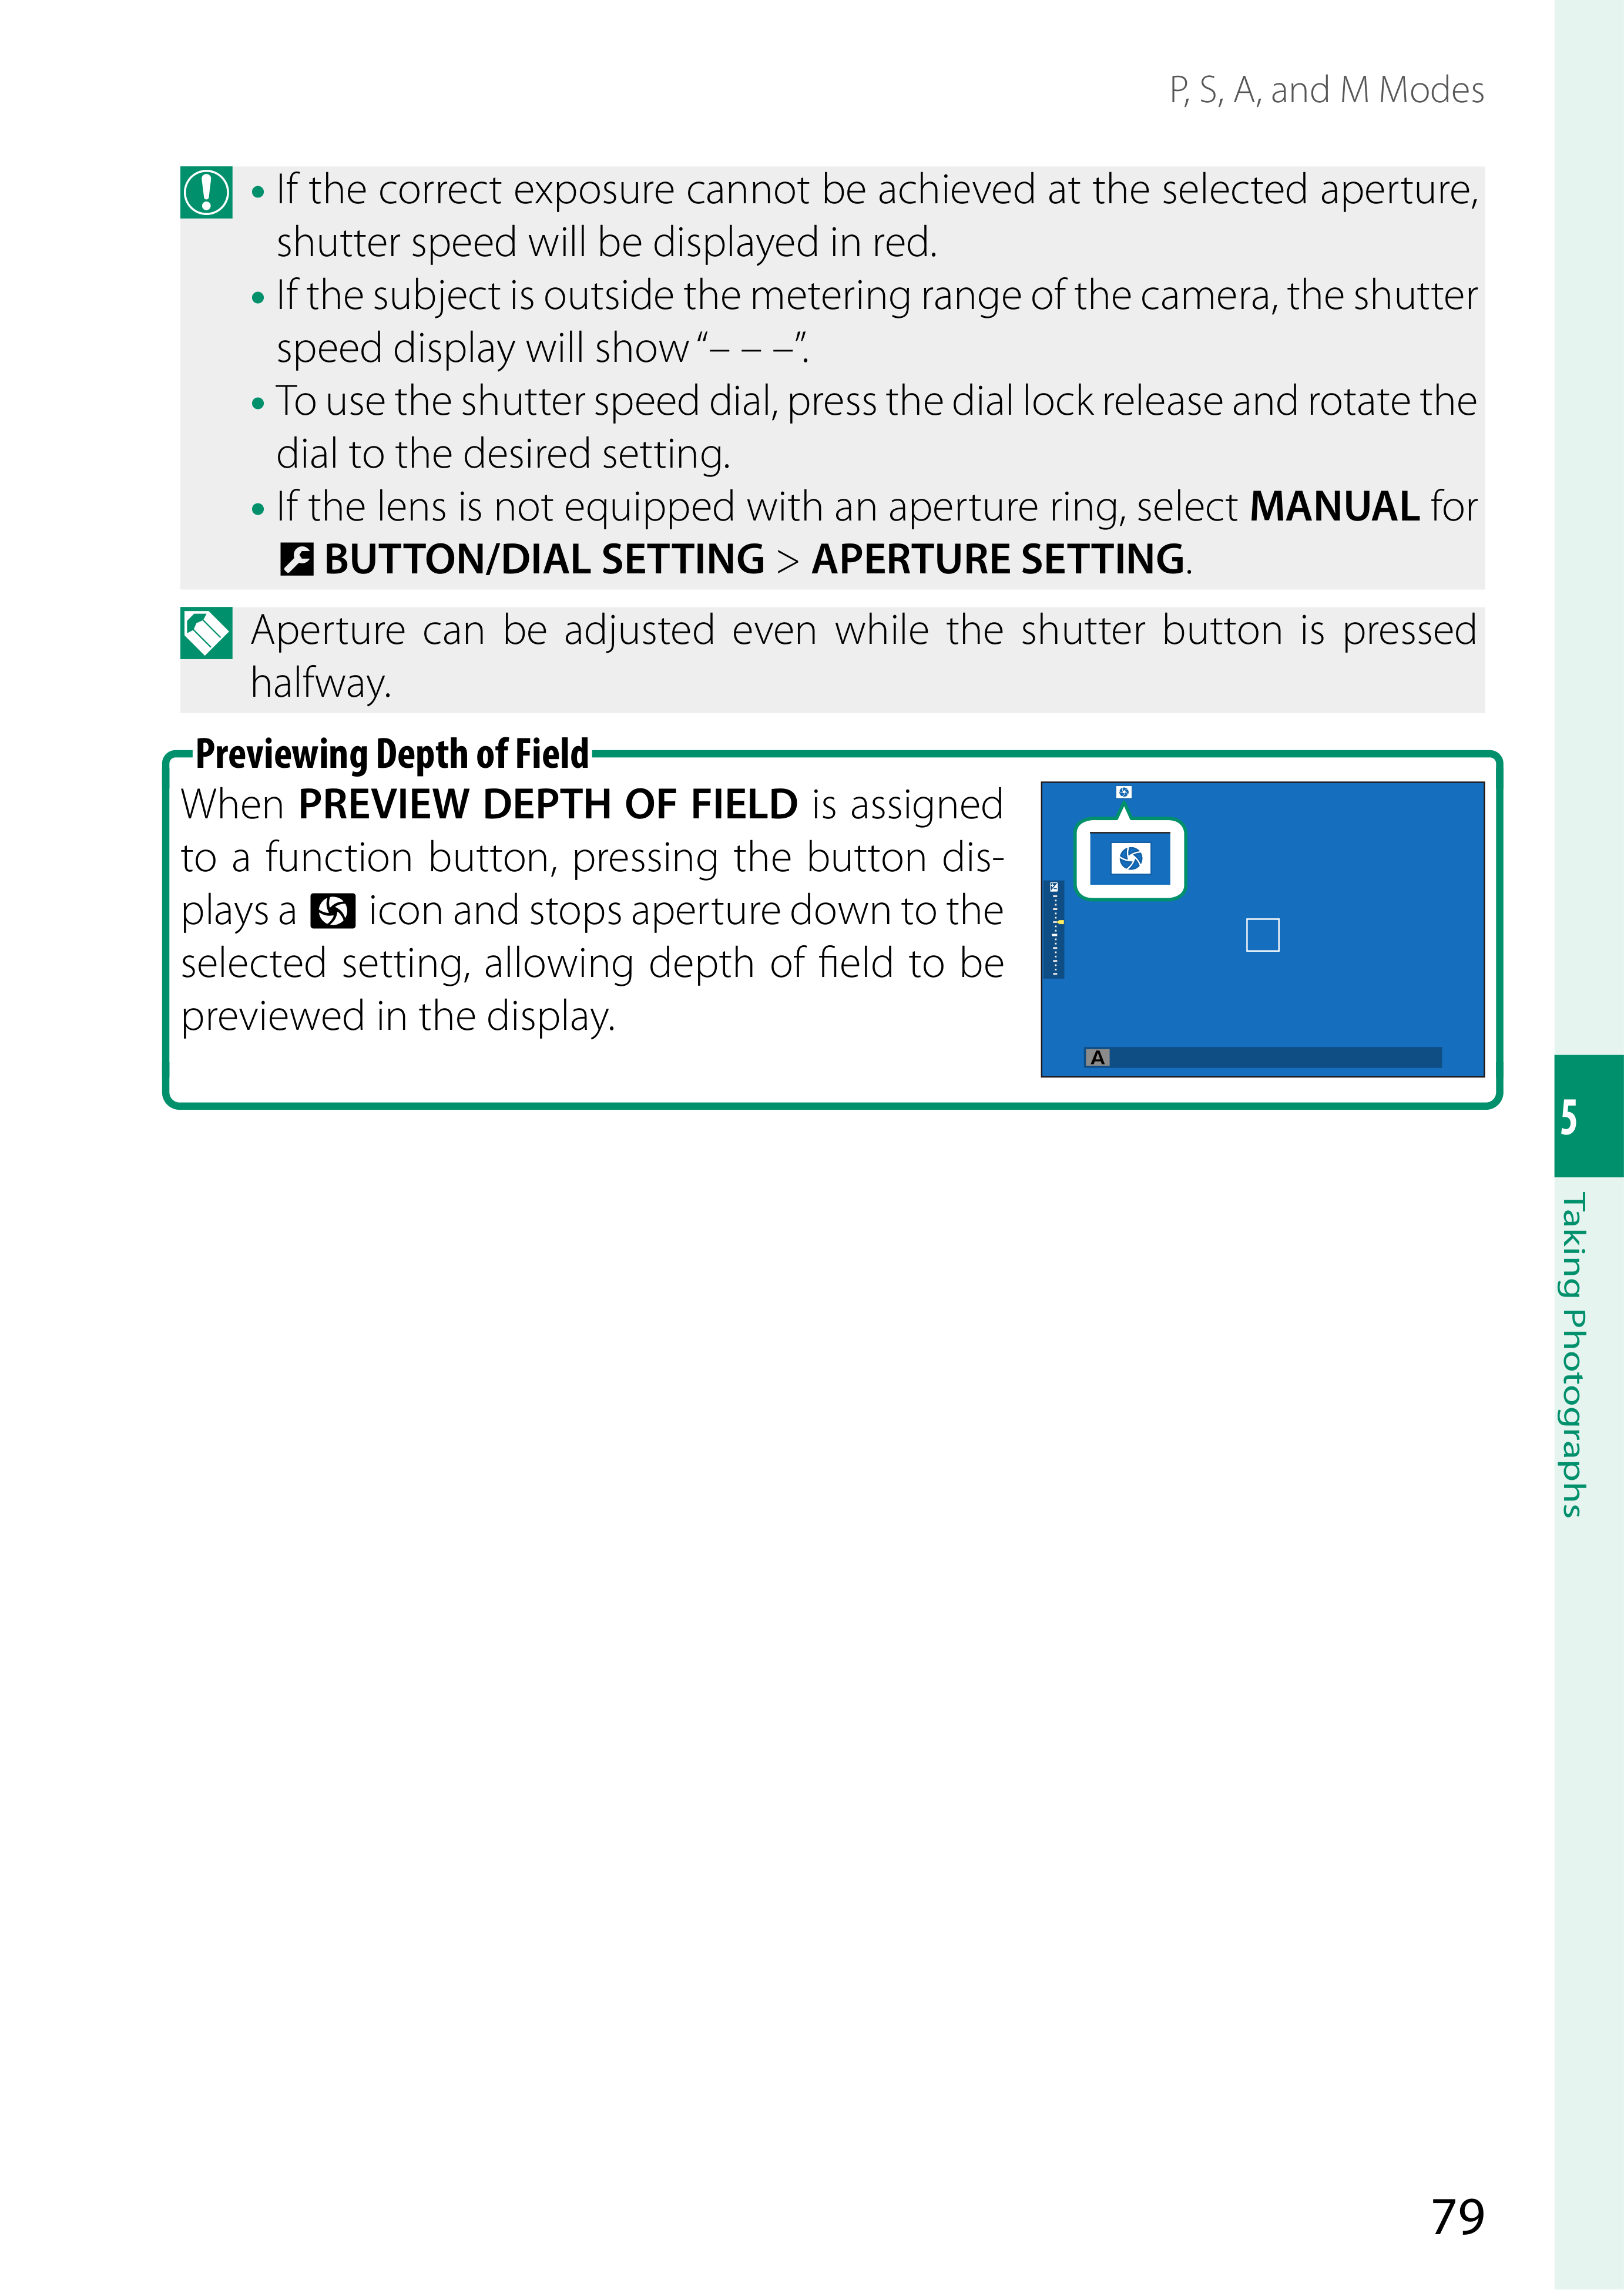 P, S, A, and M Modes
• If the correct exposure cannot be achieved at the selected aperture,
shutter speed will be displayed in red.
• If the subject is outside the metering range of the camera, the shutter
speed display will show “– – –”.
• To use the shutter speed dial, press the dial lock release and rotate the
dial to the desired setting.
• If the lens is not equipped with an aperture ring, select MANUAL for
BUTTON/DIAL SETTING > APERTURE SETTING.
Aperture can be adjusted even while the shutter button is pressed
halfway.
Previewing Depth of Field
When PREVIEW DEPTH OF FIELD is assigned
to a function button, pressing the button dis-
plays a icon and stops aperture down to the
selected setting, allowing depth of field to be
previewed in the display.
A
5
Taking Photographs
79